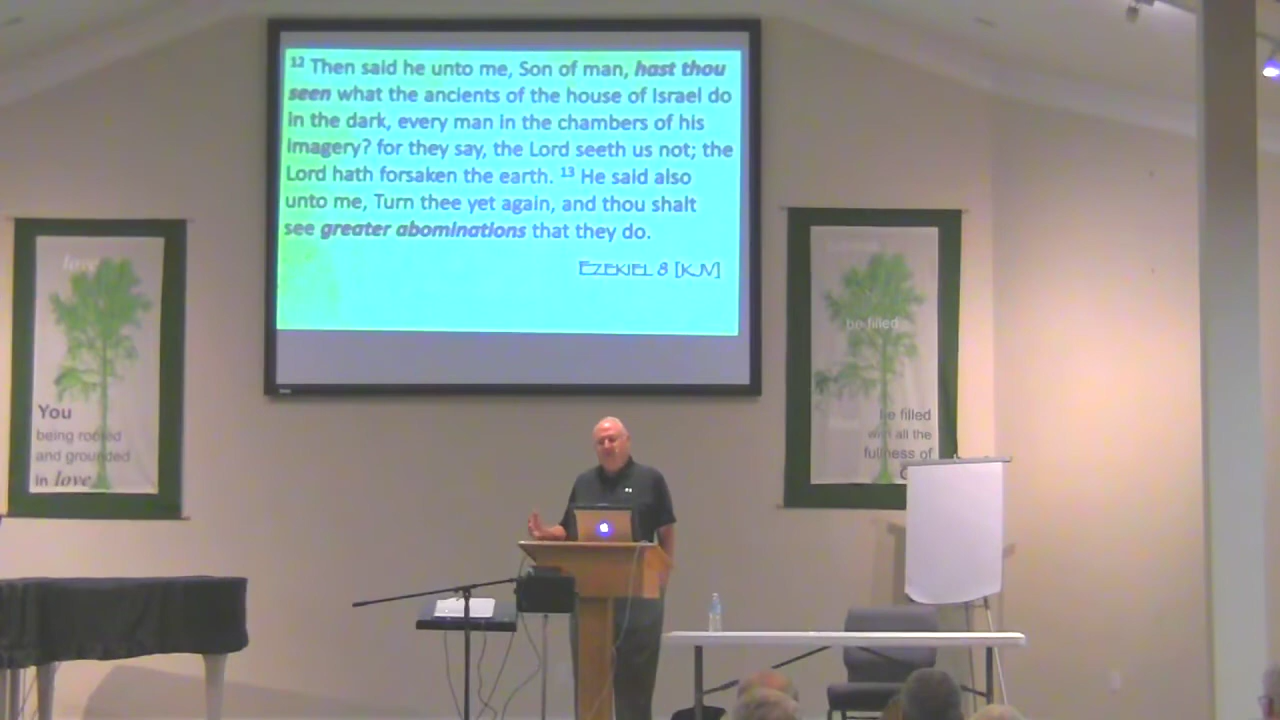 12 Then said he unto me, Son of man, hast thou
seen what the ancients of the house of Israel do
in the dark, every man in the chambers of his
imagery? for they say, the Lord seeth us not; the
Lord hath forsaken the earth. 13 He said also
unto me, Turn thee yet again, and thou shalt
see greater abominations that they do.
EZEKIEL 8 [KJV]
love
You
being rooted
and grounded
in love
be filled
be filled
with all the
fullness of